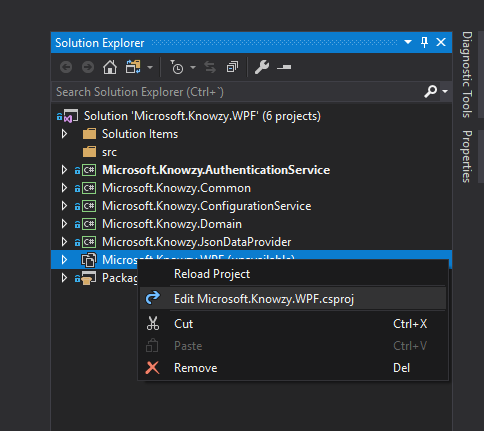 Solution Explorer
Search Solution Explorer (Ctrl+`)
Solution 'Microsoft.Knowzy.WPF' (6 projects)
Solution Items
src
Microsoft.Knowzy.AuthenticationService
Microsoft.Knowzy.Common
Microsoft.Knowzy.ConfigurationService
Microsoft.Knowzy.Domain
Microsoft.Knowzy.JsonDataProvider
Microsoft.Knowzy.WPF (unavailable)
Packag
Reload Project
Edit Microsoft.Knowzy.WPF.csproj
Cut Ctrl+X
Paste Ctrl+V
Remove Del
Diagnostic Tools
Properties